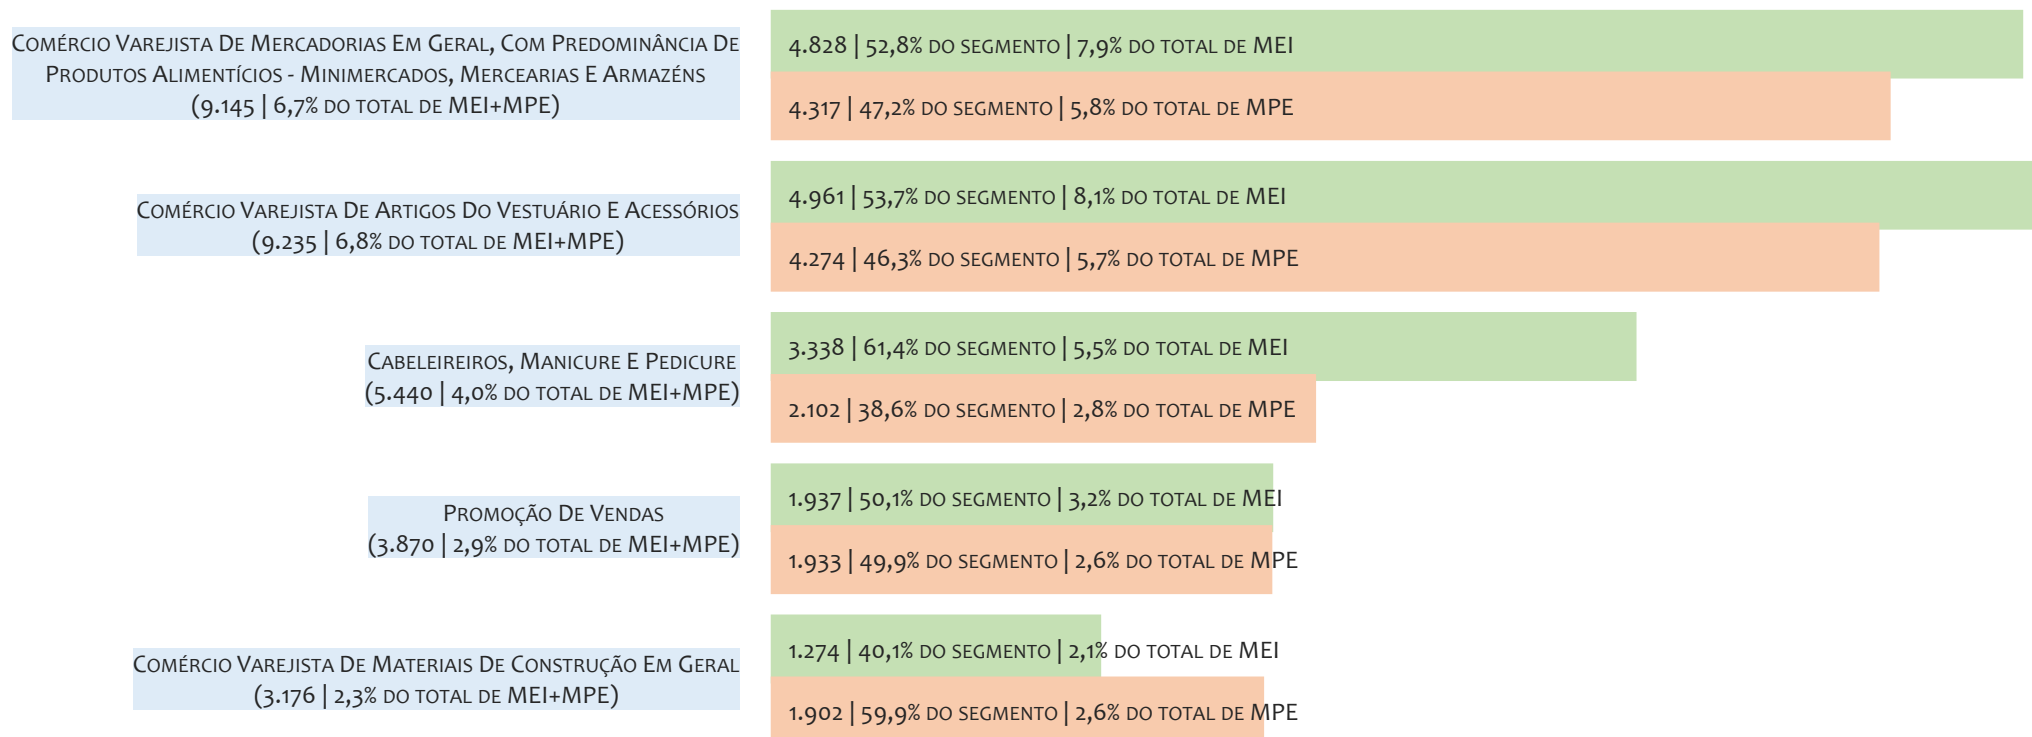 Comércio Varejista De Mercadorias Em Geral, Com Predominância De
Produtos Alimentícios - Minimercados, Mercearias E Armazéns
(9.145 | 6,7% do total de MEI+MPE)
4.828 | 52,8% do segmento | 7,9% do total de MEI
4.317 | 47,2% do segmento | 5,8% do total de MPE
Comércio Varejista De Artigos Do Vestuário E Acessórios
(9.235 | 6,8% do total de MEI+MPE)
4.961 | 53,7% do segmento | 8,1% do total de MEI
4.274 | 46,3% do segmento | 5,7% do total de MPE
Cabeleireiros, Manicure E Pedicure
(5.440 | 4,0% do total de MEI+MPE)
3.338 | 61,4% do segmento | 5,5% do total de MEI
2.102 | 38,6% do segmento | 2,8% do total de MPE
Promoção De Vendas
(3.870 | 2,9% do total de MEI+MPE)
1.937 | 50,1% do segmento | 3,2% do total de MEI
1.933 | 49,9% do segmento | 2,6% do total de MPE
Comércio Varejista De Materiais De Construção Em Geral
(3.176 | 2,3% do total de MEI+MPE)
1.274 | 40,1% do segmento | 2,1% do total de MEI
1.902 | 59,9% do segmento | 2,6% do total de MPE